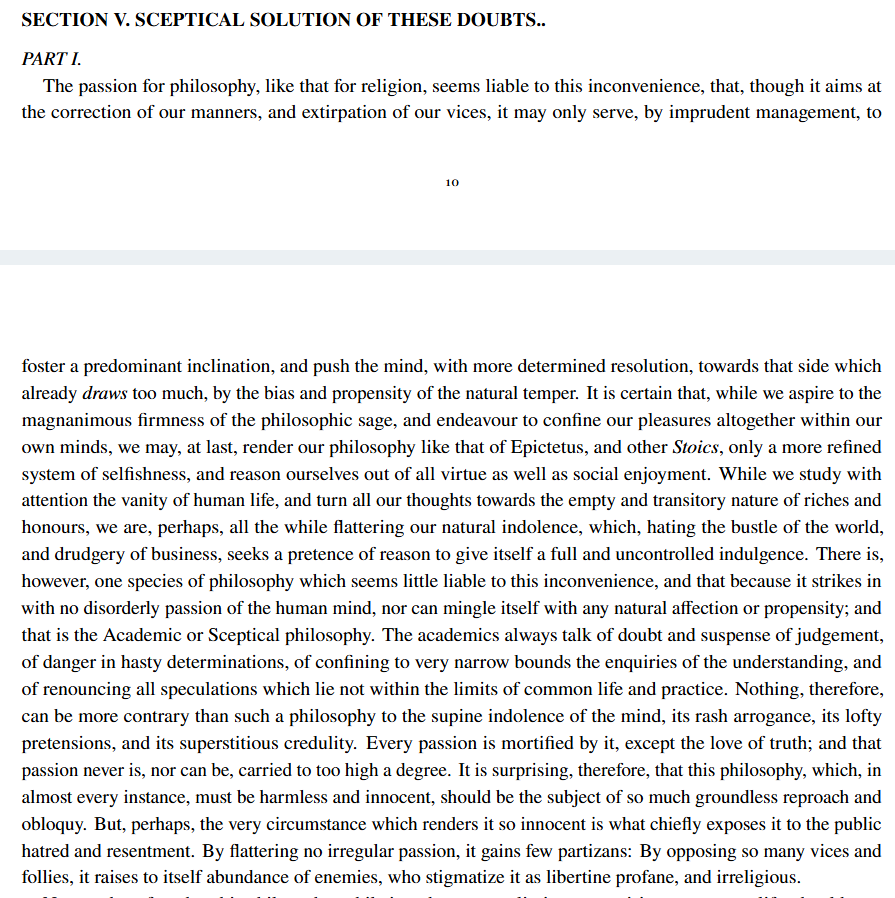 SECTION V. SCEPTICAL SOLUTION OF THESE DOUBTS..
PART I.
The passion for philosophy, like that for religion, seems liable to this inconvenience, that, though it aims at
the correction of our manners, and extirpation of our vices, it may only serve, by imprudent management, to
10
foster a predominant inclination, and push the mind, with more determined resolution, towards that side which
already draws too much, by the bias and propensity of the natural temper. It is certain that, while we aspire to the
magnanimous firmness of the philosophic sage, and endeavour to confine our pleasures altogether within our
own minds, we may, at last, render our philosophy like that of Epictetus, and other Stoics, only a more refined
system of selfishness, and reason ourselves out of all virtue as well as social enjoyment. While we study with
attention the vanity of human life, and turn all our thoughts towards the empty and transitory nature of riches and
honours, we are, perhaps, all the while flattering our natural indolence, which, hating the bustle of the world,
and drudgery of business, seeks a pretence of reason to give itself a full and uncontrolled indulgence. There is,
however, one species of philosophy which seems little liable to this inconvenience, and that because it strikes in
with no disorderly passion of the human mind, nor can mingle itself with any natural affection or propensity; and
that is the Academic or Sceptical philosophy. The academics always talk of doubt and suspense of judgement,
of danger in hasty determinations, of confining to very narrow bounds the enquiries of the understanding, and
of renouncing all speculations which lie not within the limits of common life and practice. Nothing, therefore,
can be more contrary than such a philosophy to the supine indolence of the mind, its rash arrogance, its lofty
pretensions, and its superstitious credulity. Every passion is mortified by it, except the love of truth; and that
passion never is, nor can be, carried to too high a degree. It is surprising, therefore, that this philosophy, which, in
almost every instance, must be harmless and innocent, should be the subject of so much groundless reproach and
obloquy. But, perhaps, the very circumstance which renders it so innocent is what chiefly exposes it to the public
hatred and resentment. By flattering no irregular passion, it gains few partizans: By opposing so many vices and
follies, it raises to itself abundance of enemies, who stigmatize it as libertine profane, and irreligious.